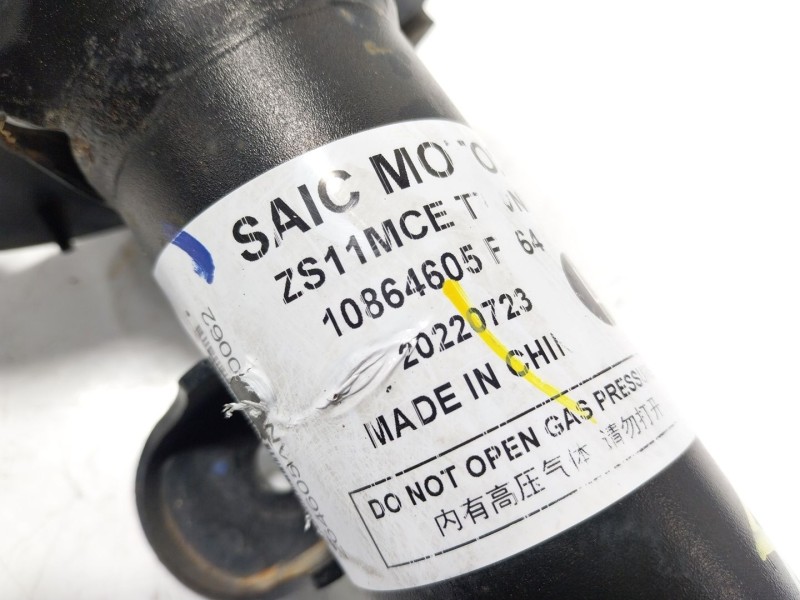 SAIC MOTO
ZS11MCE
10864605 F 64
20220723
MADE IN CHIN
DO NOT OPEN GAS PRESS
内有高压气体 请勿打开
0062